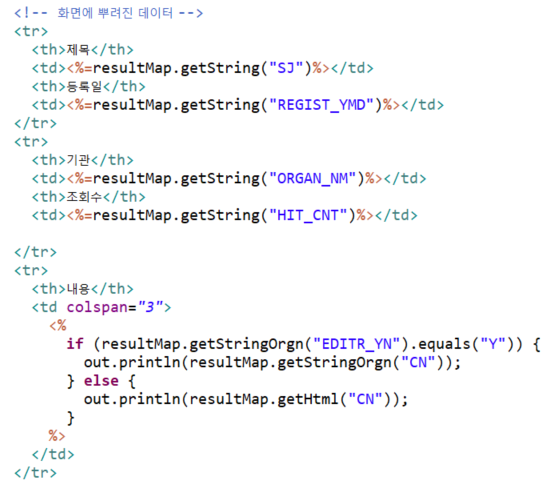 <!-- 화면에 뿌려진 데이터 -->
<tr>
<th>제목</th>
<td><%=resultMap.getString("SJ")%></td>
<th>등록일</th>
<td><%=resultMap.getString("REGIST_YMD")%></td>
</tr>
<tr>
<th>기관</th>
<td><%=resultMap.getString("ORGAN_NM")%></td>
<th>조회수</th>
<td><%=resultMap.getString("HIT_CNT")%></td>
</tr>
<tr>
<th>내용</th>
<td colspan="3">
<%
if (resultMap.getStringOrgn("EDITR_YN").equals("Y")) {
out.println(resultMap.getStringOrgn("CN"));
} else {
out.println(resultMap.getHtml("CN"));
}
%>
</td>
</tr>